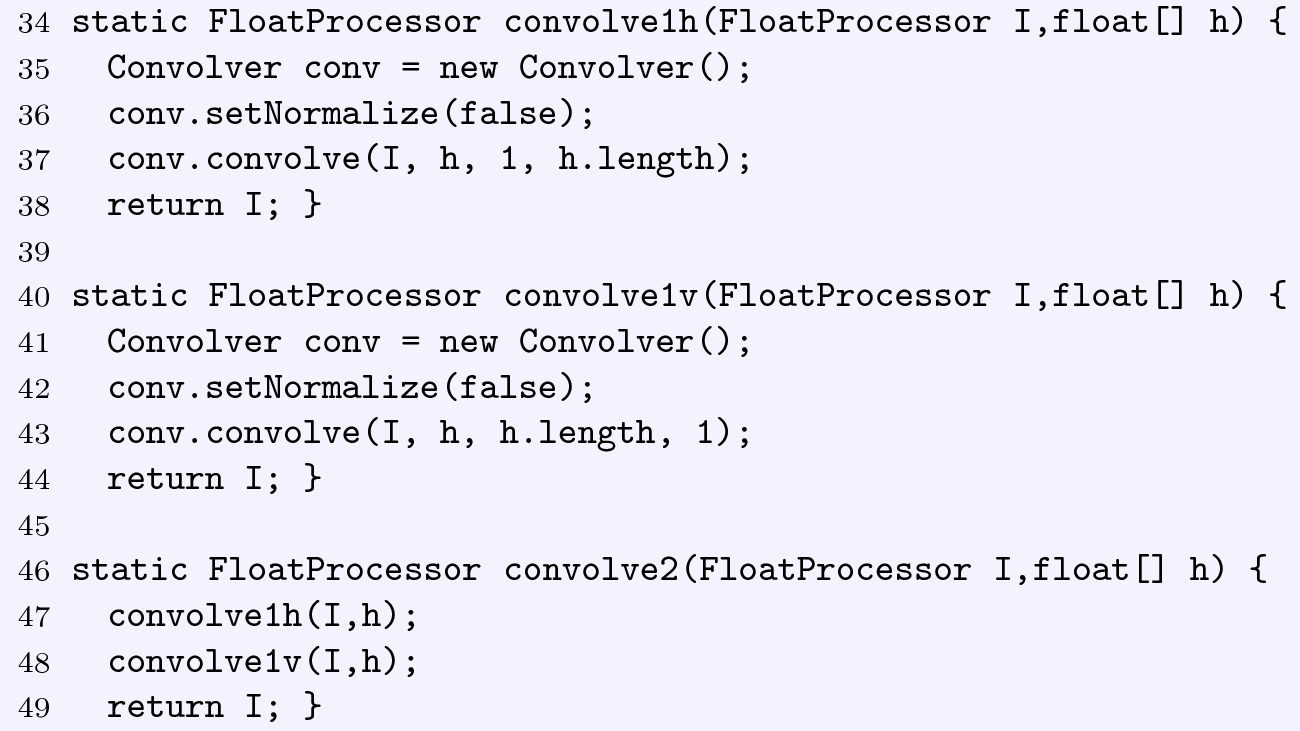 34 static FloatProcessor convolve1h(FloatProcessor I,float[] h) {
35   Convolver conv = new Convolver();
36   conv.setNormalize(false);
37   conv.convolve(I, h, 1, h.length);
38   return I; }
39
40 static FloatProcessor convolve1v(FloatProcessor I,float[] h) {
41   Convolver conv = new Convolver();
42   conv.setNormalize(false);
43   conv.convolve(I, h, h.length, 1);
44   return I; }
45
46 static FloatProcessor convolve2(FloatProcessor I,float[] h) {
47   convolve1h(I,h);
48   convolve1v(I,h);
49   return I; }